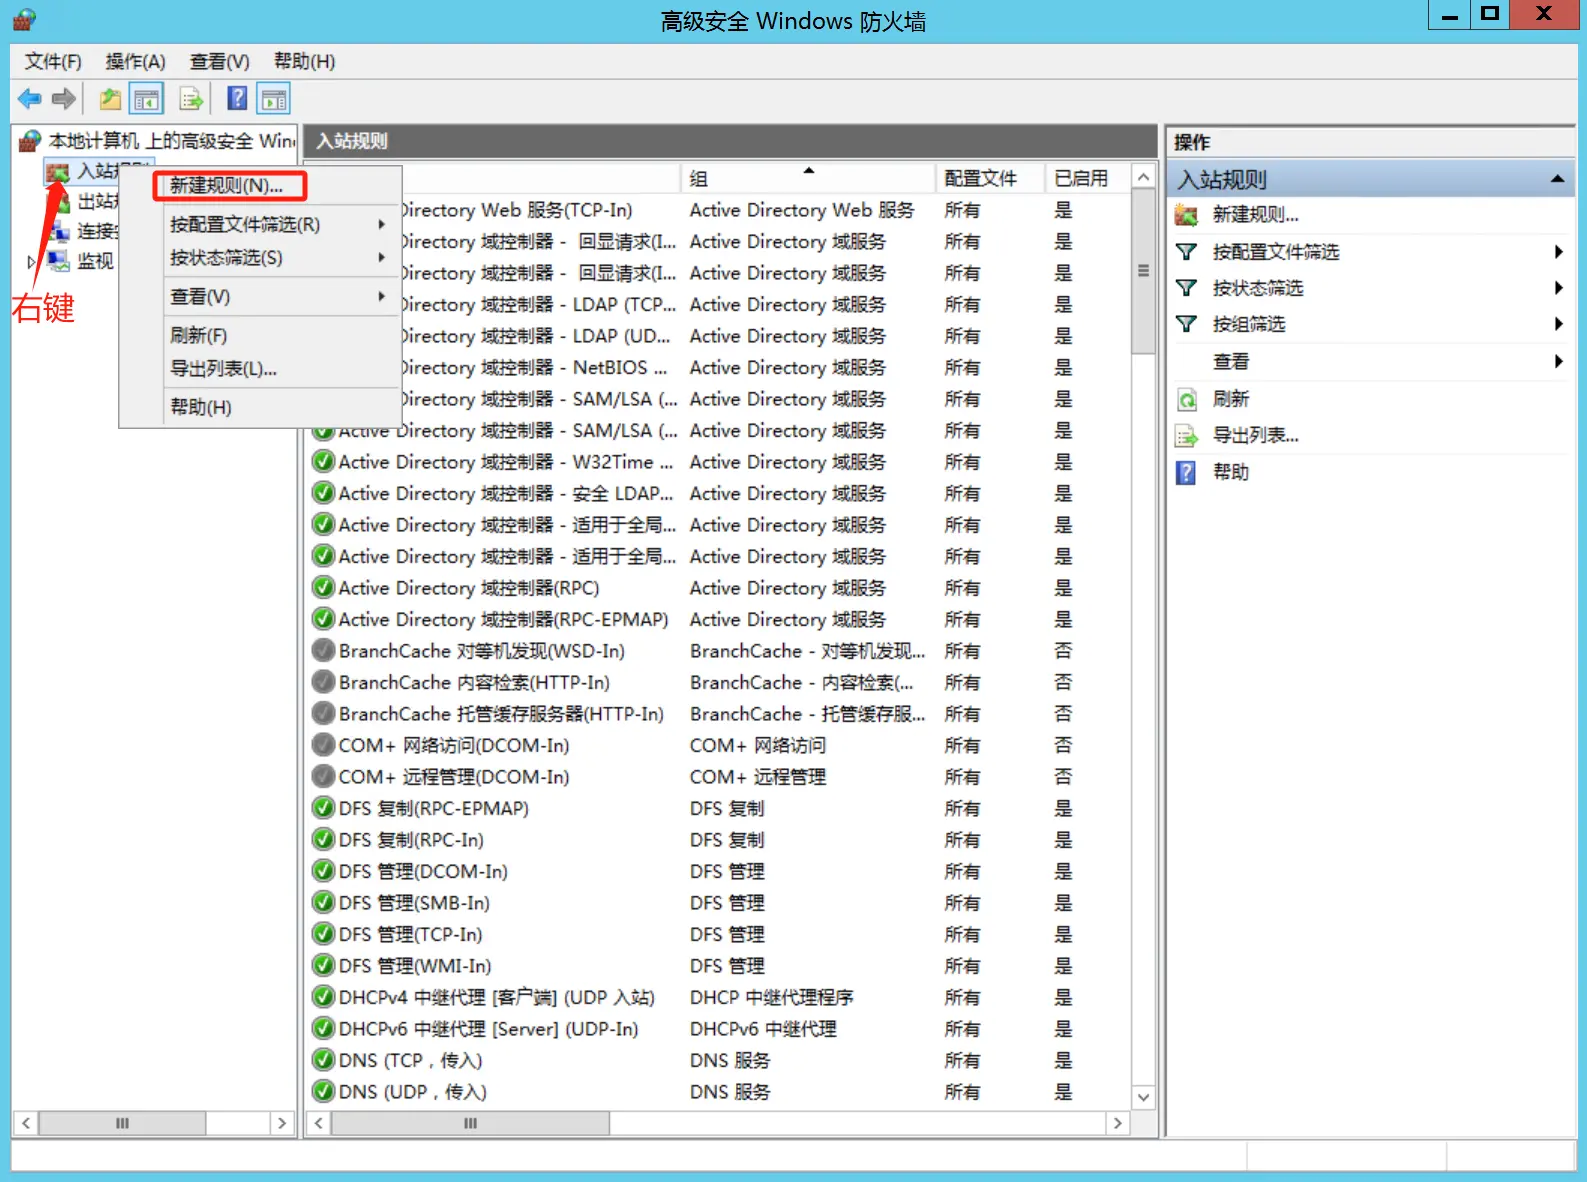 高级安全 Windows 防火墙
文件(F) 操作(A) 查看(V) 帮助(H)
本地计算机 上的高级安全 Win
入站规
出站规
连接安
监视
右键
新建规则(N)...
按配置文件筛选(R)
按状态筛选(S)
查看(V)
刷新(F)
导出列表(L)...
帮助(H)
入站规则
组 配置文件 已启用
Directory Web 服务(TCP-In) Active Directory Web 服务 所有 是
Directory 域控制器 - 回显请求(I... Active Directory 域服务 所有 是
Directory 域控制器 - 回显请求(I... Active Directory 域服务 所有 是
Directory 域控制器 - LDAP (TCP... Active Directory 域服务 所有 是
Directory 域控制器 - LDAP (UD... Active Directory 域服务 所有 是
Directory 域控制器 - NetBIOS ... Active Directory 域服务 所有 是
Directory 域控制器 - SAM/LSA (... Active Directory 域服务 所有 是
Active Directory 域控制器 - SAM/LSA (... Active Directory 域服务 所有 是
Active Directory 域控制器 - W32Time ... Active Directory 域服务 所有 是
Active Directory 域控制器 - 安全 LDAP... Active Directory 域服务 所有 是
Active Directory 域控制器 - 适用于全局... Active Directory 域服务 所有 是
Active Directory 域控制器 - 适用于全局... Active Directory 域服务 所有 是
Active Directory 域控制器(RPC) Active Directory 域服务 所有 是
Active Directory 域控制器(RPC-EPMAP) Active Directory 域服务 所有 是
BranchCache 对等机发现(WSD-In) BranchCache - 对等机发现... 所有 否
BranchCache 内容检索(HTTP-In) BranchCache - 内容检索(... 所有 否
BranchCache 托管缓存服务器(HTTP-In) BranchCache - 托管缓存服... 所有 否
COM+ 网络访问(DCOM-In) COM+ 网络访问 所有 否
COM+ 远程管理(DCOM-In) COM+ 远程管理 所有 否
DFS 复制(RPC-EPMAP) DFS 复制 所有 是
DFS 复制(RPC-In) DFS 复制 所有 是
DFS 管理(DCOM-In) DFS 管理 所有 是
DFS 管理(SMB-In) DFS 管理 所有 是
DFS 管理(TCP-In) DFS 管理 所有 是
DFS 管理(WMI-In) DFS 管理 所有 是
DHCPv4 中继代理 [客户端] (UDP 入站) DHCP 中继代理程序 所有 是
DHCPv6 中继代理 [Server] (UDP-In) DHCPv6 中继代理 所有 是
DNS (TCP，传入) DNS 服务 所有 是
DNS (UDP，传入) DNS 服务 所有 是
操作
入站规则
新建规则...
按配置文件筛选
按状态筛选
按组筛选
查看
刷新
导出列表...
帮助